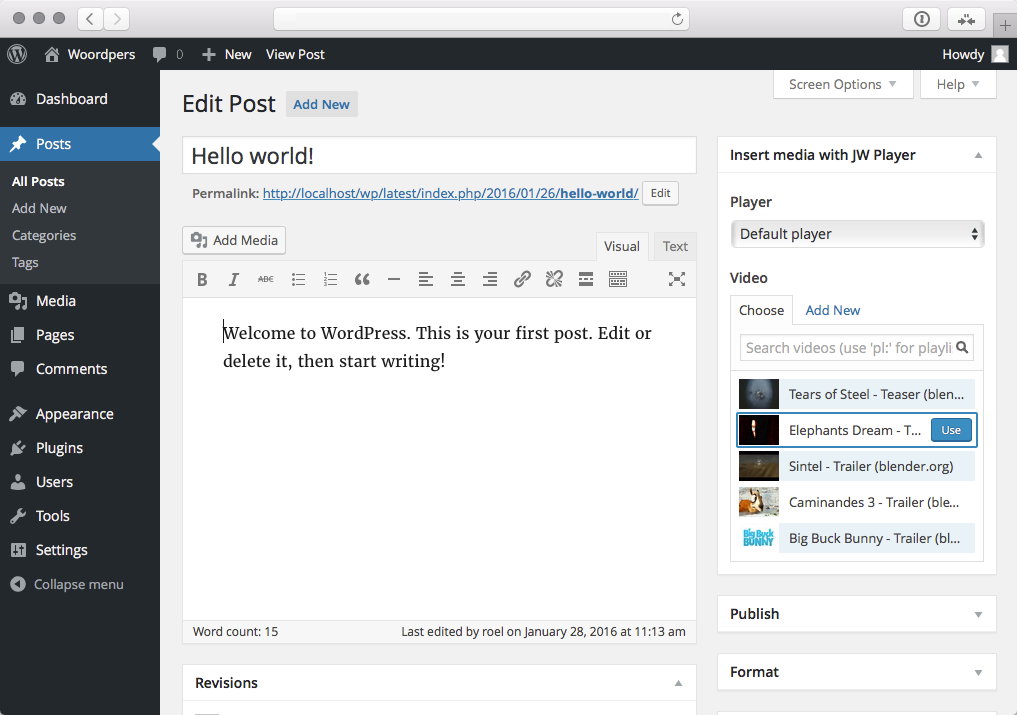 Woordpers 0 New View Post Howdy
Screen Options Help
Dashboard
Posts
All Posts
Add New
Categories
Tags
Media
Pages
Comments
Appearance
Plugins
Users
Tools
Settings
Collapse menu
Edit Post Add New
Hello world!
Permalink: http://localhost/wp/latest/index.php/2016/01/26/hello-world/ Edit
Add Media
Visual Text
B I ABC
Welcome to WordPress. This is your first post. Edit or
delete it, then start writing!
Word count: 15 Last edited by roel on January 28, 2016 at 11:13 am
Revisions
Insert media with JW Player
Player
Default player
Video
Choose Add New
Search videos (use 'pl:' for playli
Tears of Steel - Teaser (blen...
Elephants Dream - T... Use
Sintel - Trailer (blender.org)
Caminandes 3 - Trailer (ble...
Big Buck BUNNY Big Buck Bunny - Trailer (bl...
Publish
Format